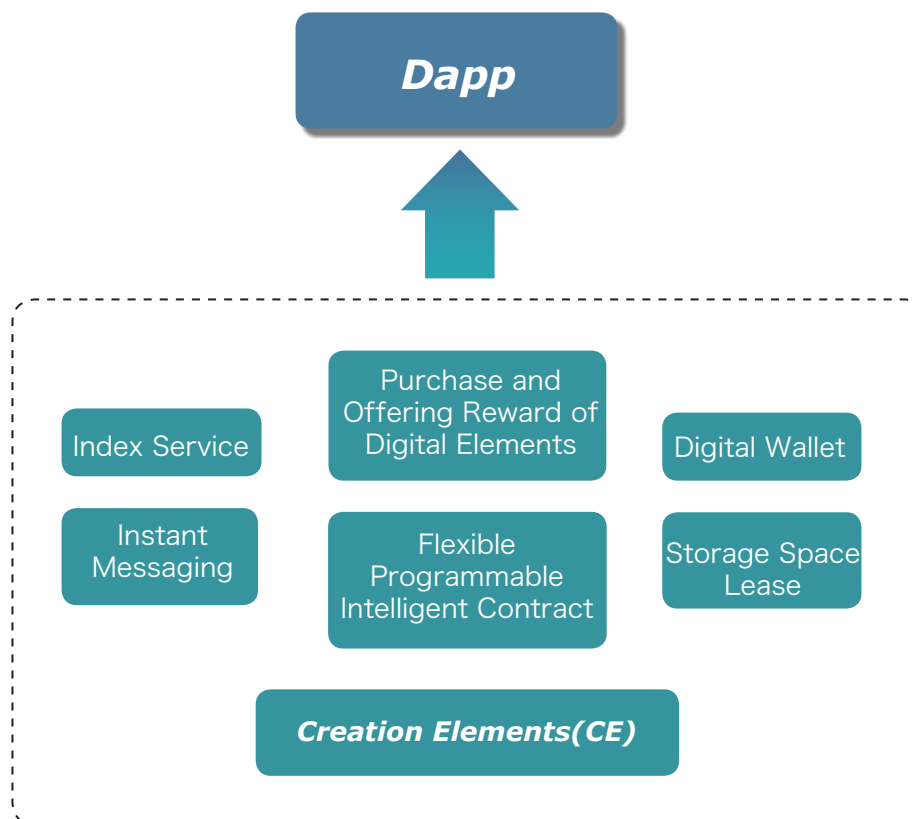 Dapp
Purchase and
Offering Reward of
Digital Elements
Index Service
Digital Wallet
Instant
Messaging
Flexible
Programmable
Intelligent Contract
Storage Space
Lease
Creation Elements(CE)